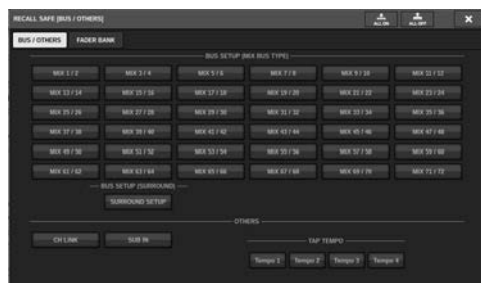 RECALL SAFE [BUS / OTHERS]
ALL ON ALL OFF
BUS / OTHERS FADER BANK
BUS SETUP [MIX BUS TYPE]
MIX 1 / 2 MIX 3 / 4 MIX 5 / 6 MIX 7 / 8 MIX 9 / 10 MIX 11 / 12
MIX 13 / 14 MIX 15 / 16 MIX 17 / 18 MIX 19 / 20 MIX 21 / 22 MIX 23 / 24
MIX 25 / 26 MIX 27 / 28 MIX 29 / 30 MIX 31 / 32 MIX 33 / 34 MIX 35 / 36
MIX 37 / 38 MIX 39 / 40 MIX 41 / 42 MIX 43 / 44 MIX 45 / 46 MIX 47 / 48
MIX 49 / 50 MIX 51 / 52 MIX 53 / 54 MIX 55 / 56 MIX 57 / 58 MIX 59 / 60
MIX 61 / 62 MIX 63 / 64 MIX 65 / 66 MIX 67 / 68 MIX 69 / 70 MIX 71 / 72
BUS SETUP [SURROUND]
SURROUND SETUP
OTHERS
CH LINK SUB IN
TAP TEMPO
Tempo 1 Tempo 2 Tempo 3 Tempo 4